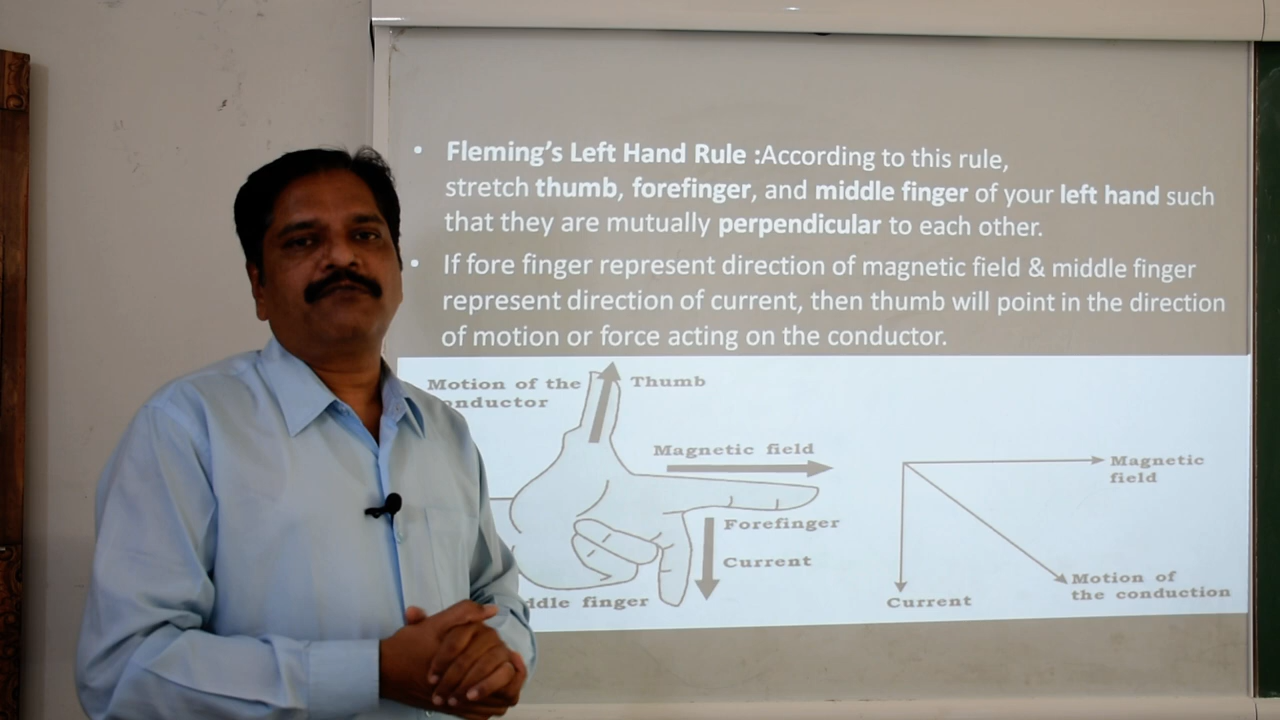 • Fleming's Left Hand Rule :According to this rule,
stretch thumb, forefinger, and middle finger of your left hand such
that they are mutually perpendicular to each other.
• If fore finger represent direction of magnetic field & middle finger
represent direction of current, then thumb will point in the direction
of motion or force acting on the conductor.
Motion of the
Thumb
Magnetic field
Forefinger
Current
finger
Magnetic
field
Motion of
the conduction
Current